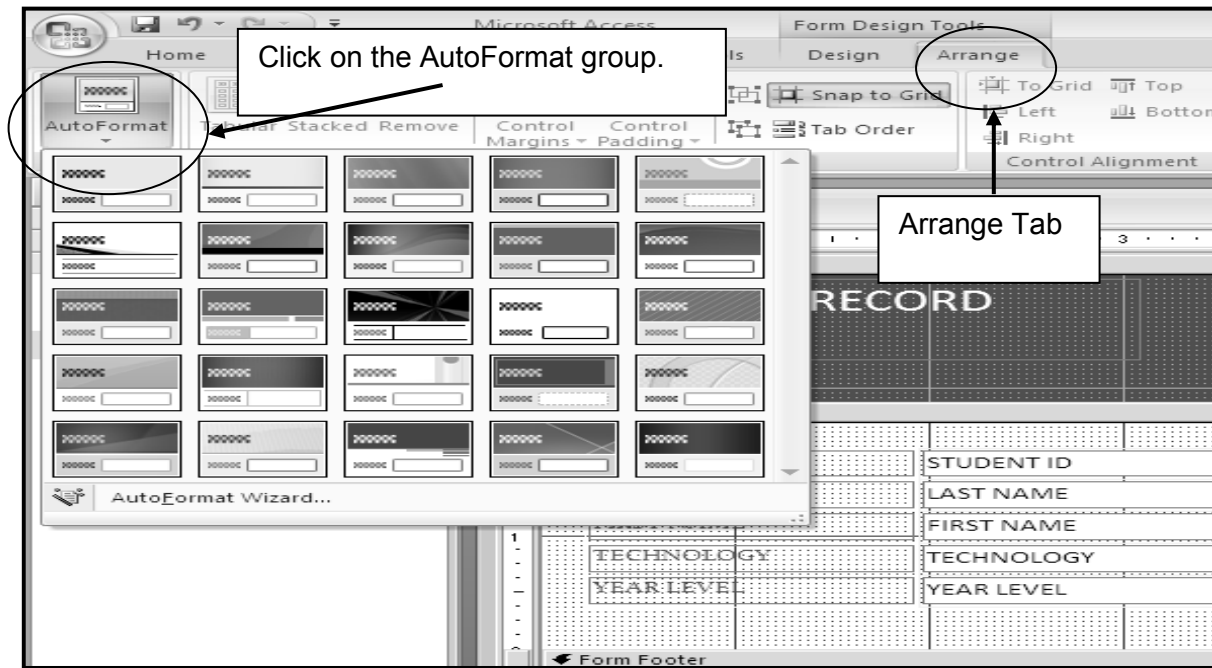 Microsoft Access
Form Design Tools
Home
Design
Arrange
Click on the AutoFormat group.
AutoFormat
Tabular Stacked Remove
Control Margins
Control Padding
Snap to Grid
Tab Order
To Grid
Top
Left
Bottom
Right
Control Alignment
Arrange Tab
3
RECORD
AutoFormat Wizard...
STUDENT ID
LAST NAME
FIRST NAME
1
TECHNOLOGY
TECHNOLOGY
YEAR LEVEL
YEAR LEVEL
Form Footer